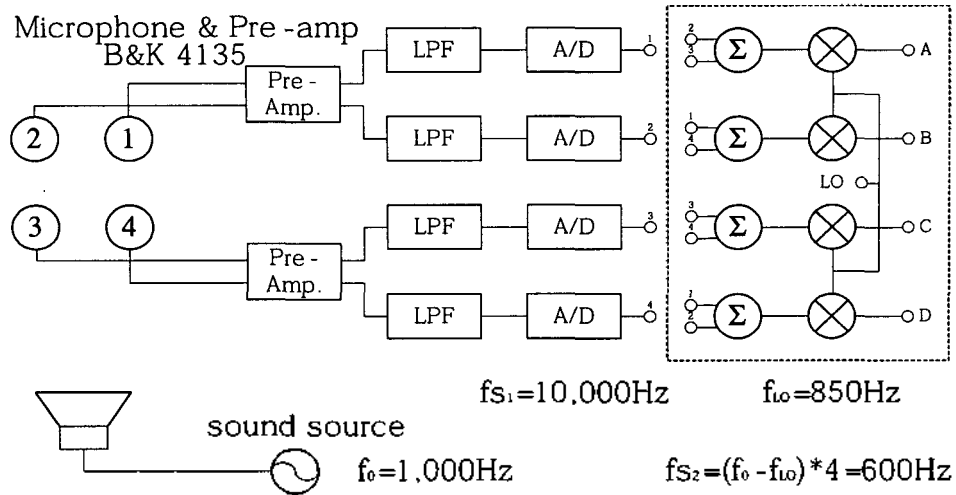 Microphone & Pre-amp
B&K 4135
Pre-
Amp.
LPF
A/D
1
2
3
Σ
A
2
1
LPF
A/D
2
1
4
Σ
B
LO
3
4
Pre-
Amp.
LPF
A/D
3
3
4
Σ
C
LPF
A/D
4
1
2
Σ
D
fs₁=10,000Hz
fLO=850Hz
sound source
f₀=1,000Hz
fs₂=(f₀-fLO)*4=600Hz